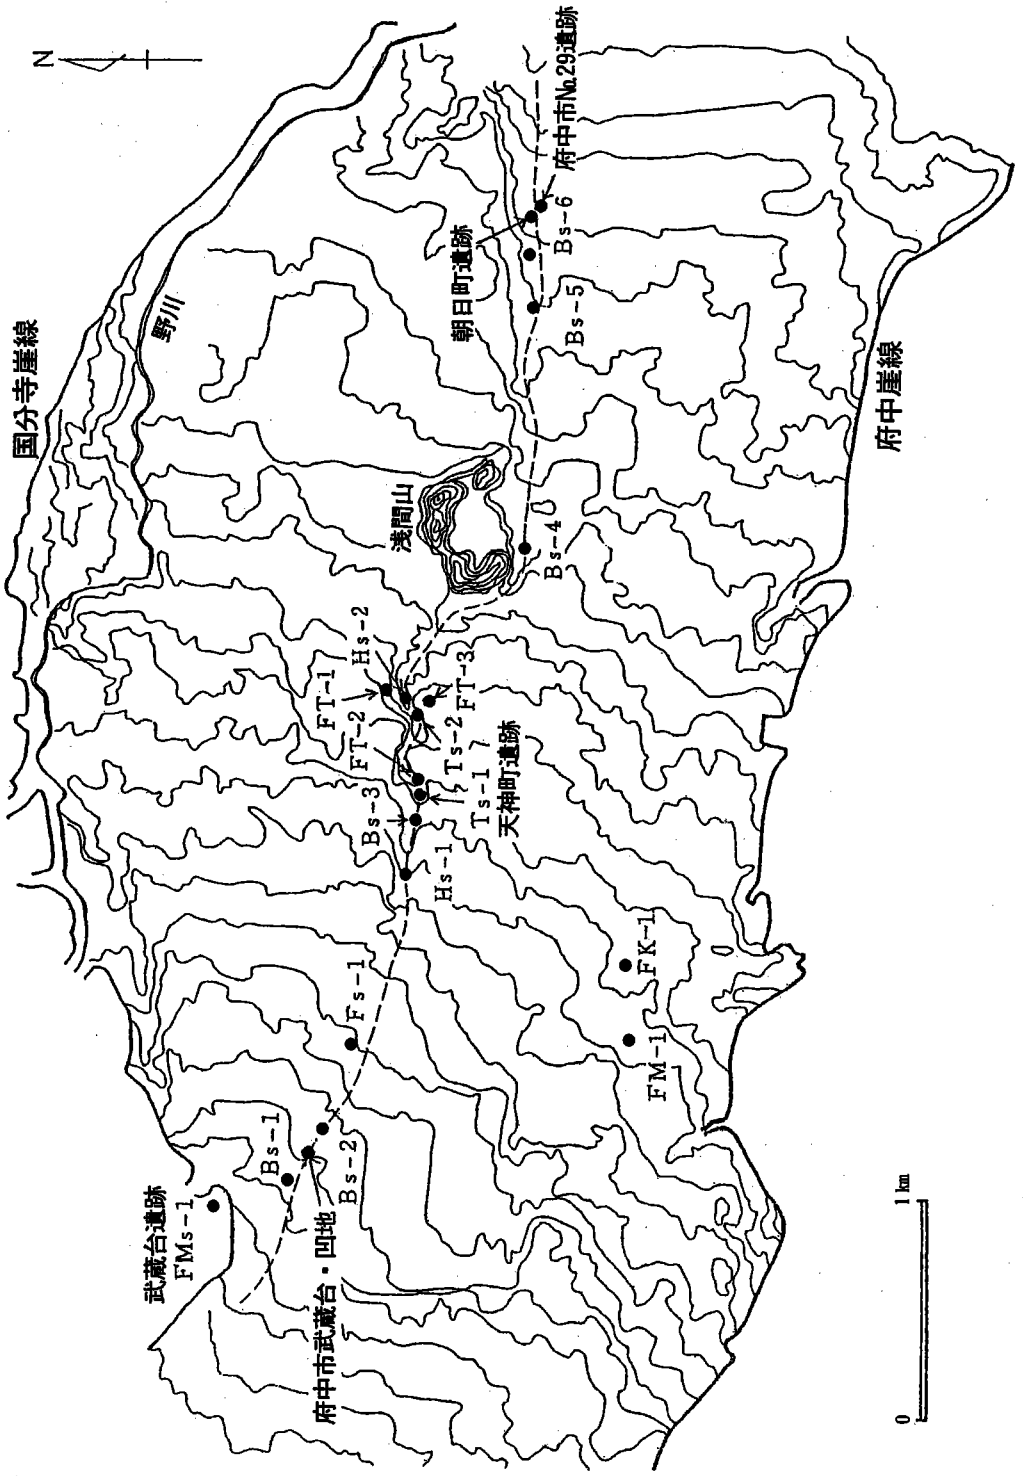 N
国分寺崖線
野川
府中市No.29遺跡
朝日町遺跡
Bs-6
Bs-5
府中崖線
浅間山
Bs-4
Hs-2
FT-1
FT-2
FT-3
Ts-2
Ts-1
?
天神町遺跡
Bs-3
Hs-1
Fs-1
FK-1
FM-1
Bs-1
Bs-2
武蔵台遺跡
FMs-1
府中市武蔵台・凹地
0
1km